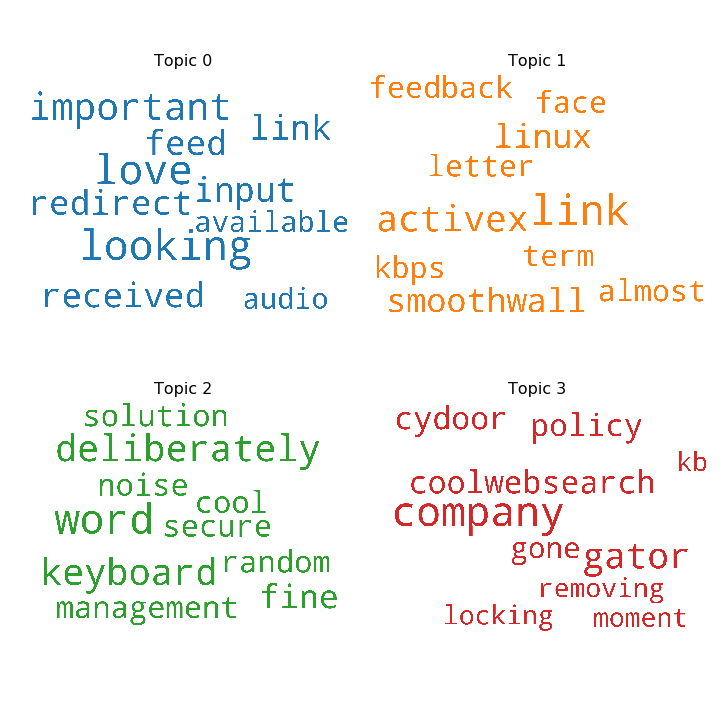 Topic 0
important
link
feed
love
input
redirect
available
looking
received
audio
Topic 1
feedback
face
linux
letter
link
activex
term
kbps
almost
smoothwall
Topic 2
solution
deliberately
noise
cool
word
secure
random
keyboard
fine
management
Topic 3
cydoor
policy
kb
coolwebsearch
company
gone
gator
removing
locking
moment